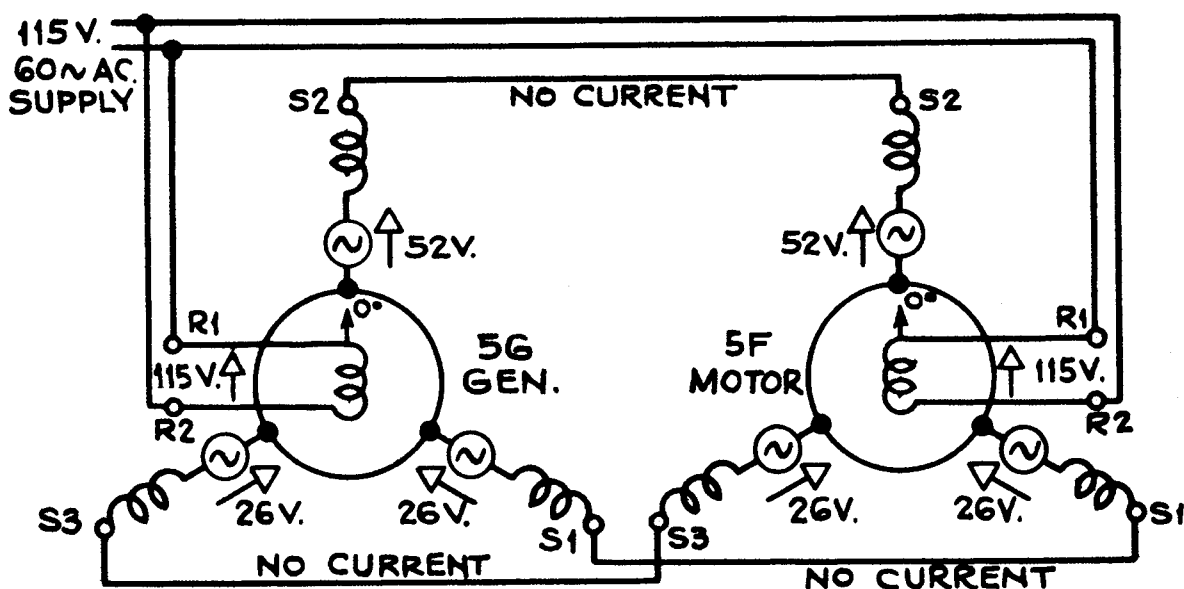 115 V.
60~AC.
SUPPLY
S2
NO CURRENT
S2
52V.
52V.
0°
0°
R1
5G
GEN.
5F
MOTOR
R1
115V.
115V.
R2
R2
S3
26V.
26V.
S1
S3
26V.
26V.
S1
NO CURRENT
NO CURRENT